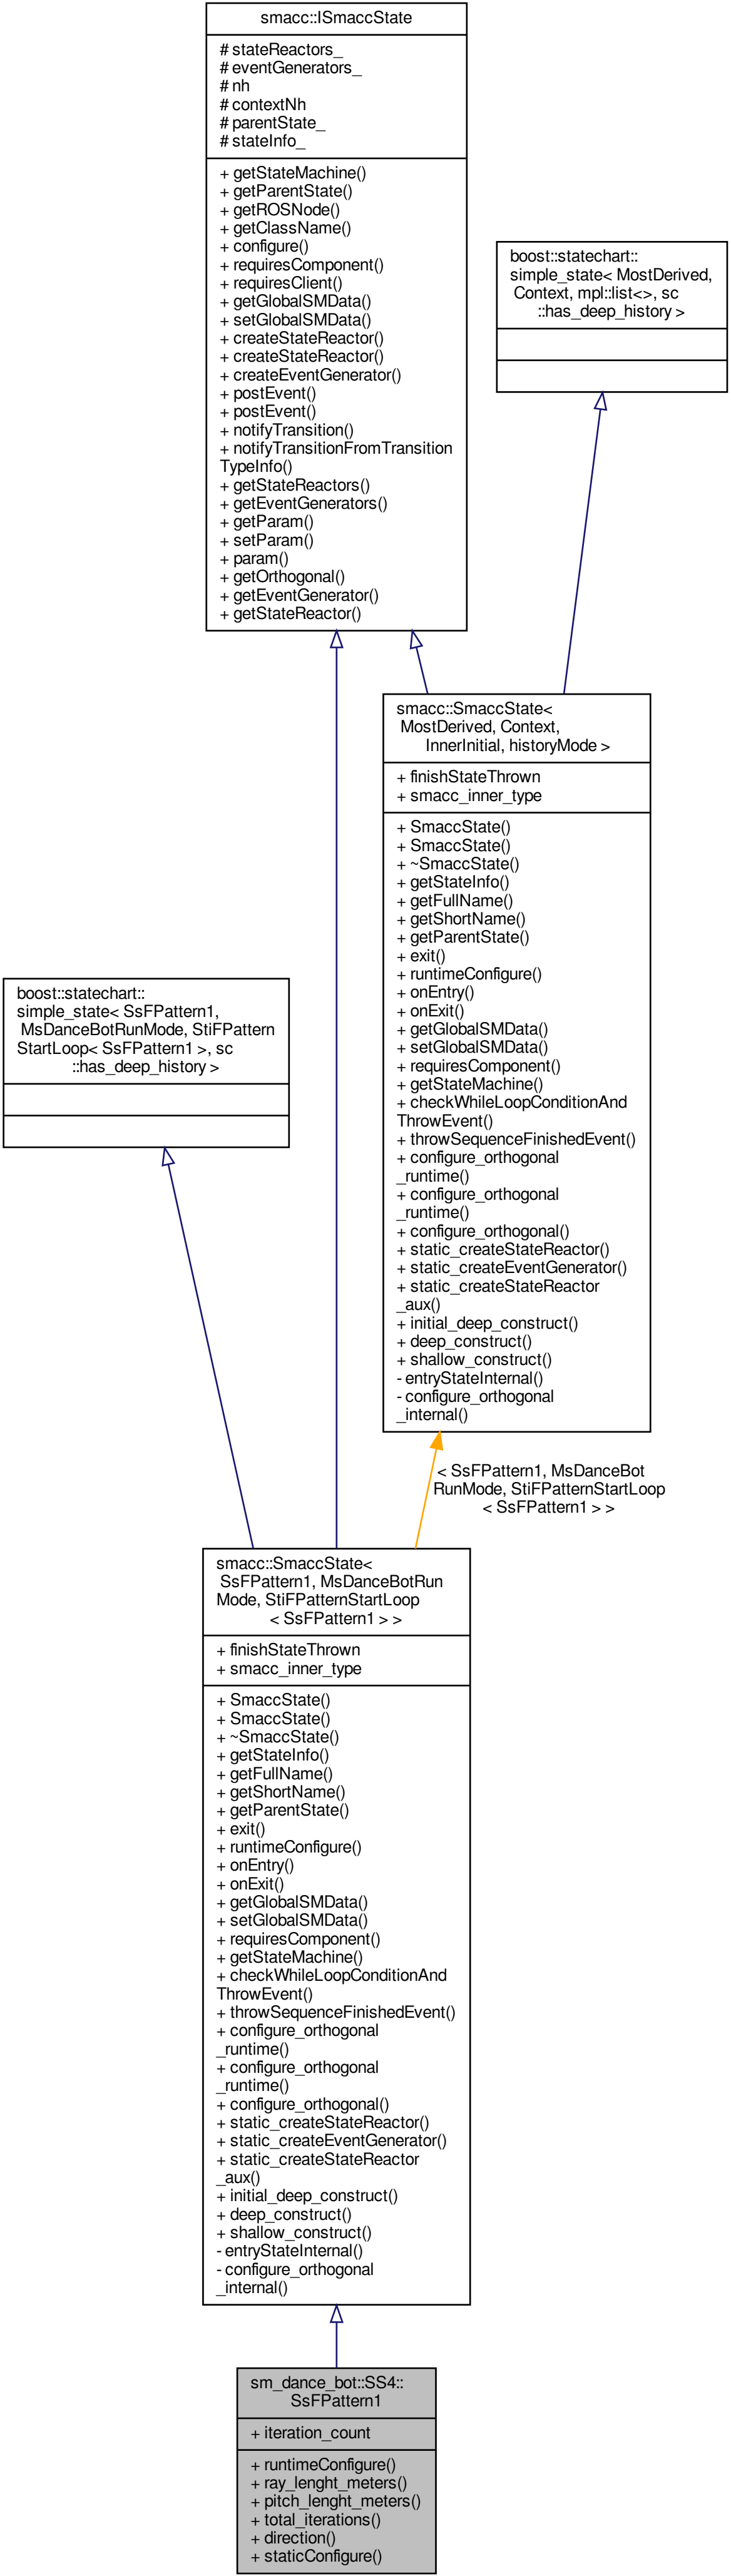 smacc::ISmaccState
# stateReactors_
# eventGenerators_
# nh
# contextNh
# parentState_
# stateInfo_
+ getStateMachine()
+ getParentState()
+ getROSNode()
+ getClassName()
+ configure()
+ requiresComponent()
+ requiresClient()
+ getGlobalSMData()
+ setGlobalSMData()
+ createStateReactor()
+ createStateReactor()
+ createEventGenerator()
+ postEvent()
+ postEvent()
+ notifyTransition()
+ notifyTransitionFromTransition
TypeInfo()
+ getStateReactors()
+ getEventGenerators()
+ getParam()
+ setParam()
+ param()
+ getOrthogonal()
+ getEventGenerator()
+ getStateReactor()
boost::statechart::
simple_state< MostDerived,
Context, mpl::list<>, sc
::has_deep_history >
smacc::SmaccState<
MostDerived, Context,
InnerInitial, historyMode >
+ finishStateThrown
+ smacc_inner_type
+ SmaccState()
+ SmaccState()
+ ~SmaccState()
+ getStateInfo()
+ getFullName()
+ getShortName()
+ getParentState()
+ exit()
+ runtimeConfigure()
+ onEntry()
+ onExit()
+ getGlobalSMData()
+ setGlobalSMData()
+ requiresComponent()
+ getStateMachine()
+ checkWhileLoopConditionAnd
ThrowEvent()
+ throwSequenceFinishedEvent()
+ configure_orthogonal
_runtime()
+ configure_orthogonal
_runtime()
+ configure_orthogonal()
+ static_createStateReactor()
+ static_createEventGenerator()
+ static_createStateReactor
_aux()
+ initial_deep_construct()
+ deep_construct()
+ shallow_construct()
- entryStateInternal()
- configure_orthogonal
_internal()
boost::statechart::
simple_state< SsFPattern1,
MsDanceBotRunMode, StiFPattern
StartLoop< SsFPattern1 >, sc
::has_deep_history >
< SsFPattern1, MsDanceBot
RunMode, StiFPatternStartLoop
< SsFPattern1 > >
smacc::SmaccState<
SsFPattern1, MsDanceBotRun
Mode, StiFPatternStartLoop
< SsFPattern1 > >
+ finishStateThrown
+ smacc_inner_type
+ SmaccState()
+ SmaccState()
+ ~SmaccState()
+ getStateInfo()
+ getFullName()
+ getShortName()
+ getParentState()
+ exit()
+ runtimeConfigure()
+ onEntry()
+ onExit()
+ getGlobalSMData()
+ setGlobalSMData()
+ requiresComponent()
+ getStateMachine()
+ checkWhileLoopConditionAnd
ThrowEvent()
+ throwSequenceFinishedEvent()
+ configure_orthogonal
_runtime()
+ configure_orthogonal
_runtime()
+ configure_orthogonal()
+ static_createStateReactor()
+ static_createEventGenerator()
+ static_createStateReactor
_aux()
+ initial_deep_construct()
+ deep_construct()
+ shallow_construct()
- entryStateInternal()
- configure_orthogonal
_internal()
sm_dance_bot::SS4::
SsFPattern1
+ iteration_count
+ runtimeConfigure()
+ ray_lenght_meters()
+ pitch_lenght_meters()
+ total_iterations()
+ direction()
+ staticConfigure()